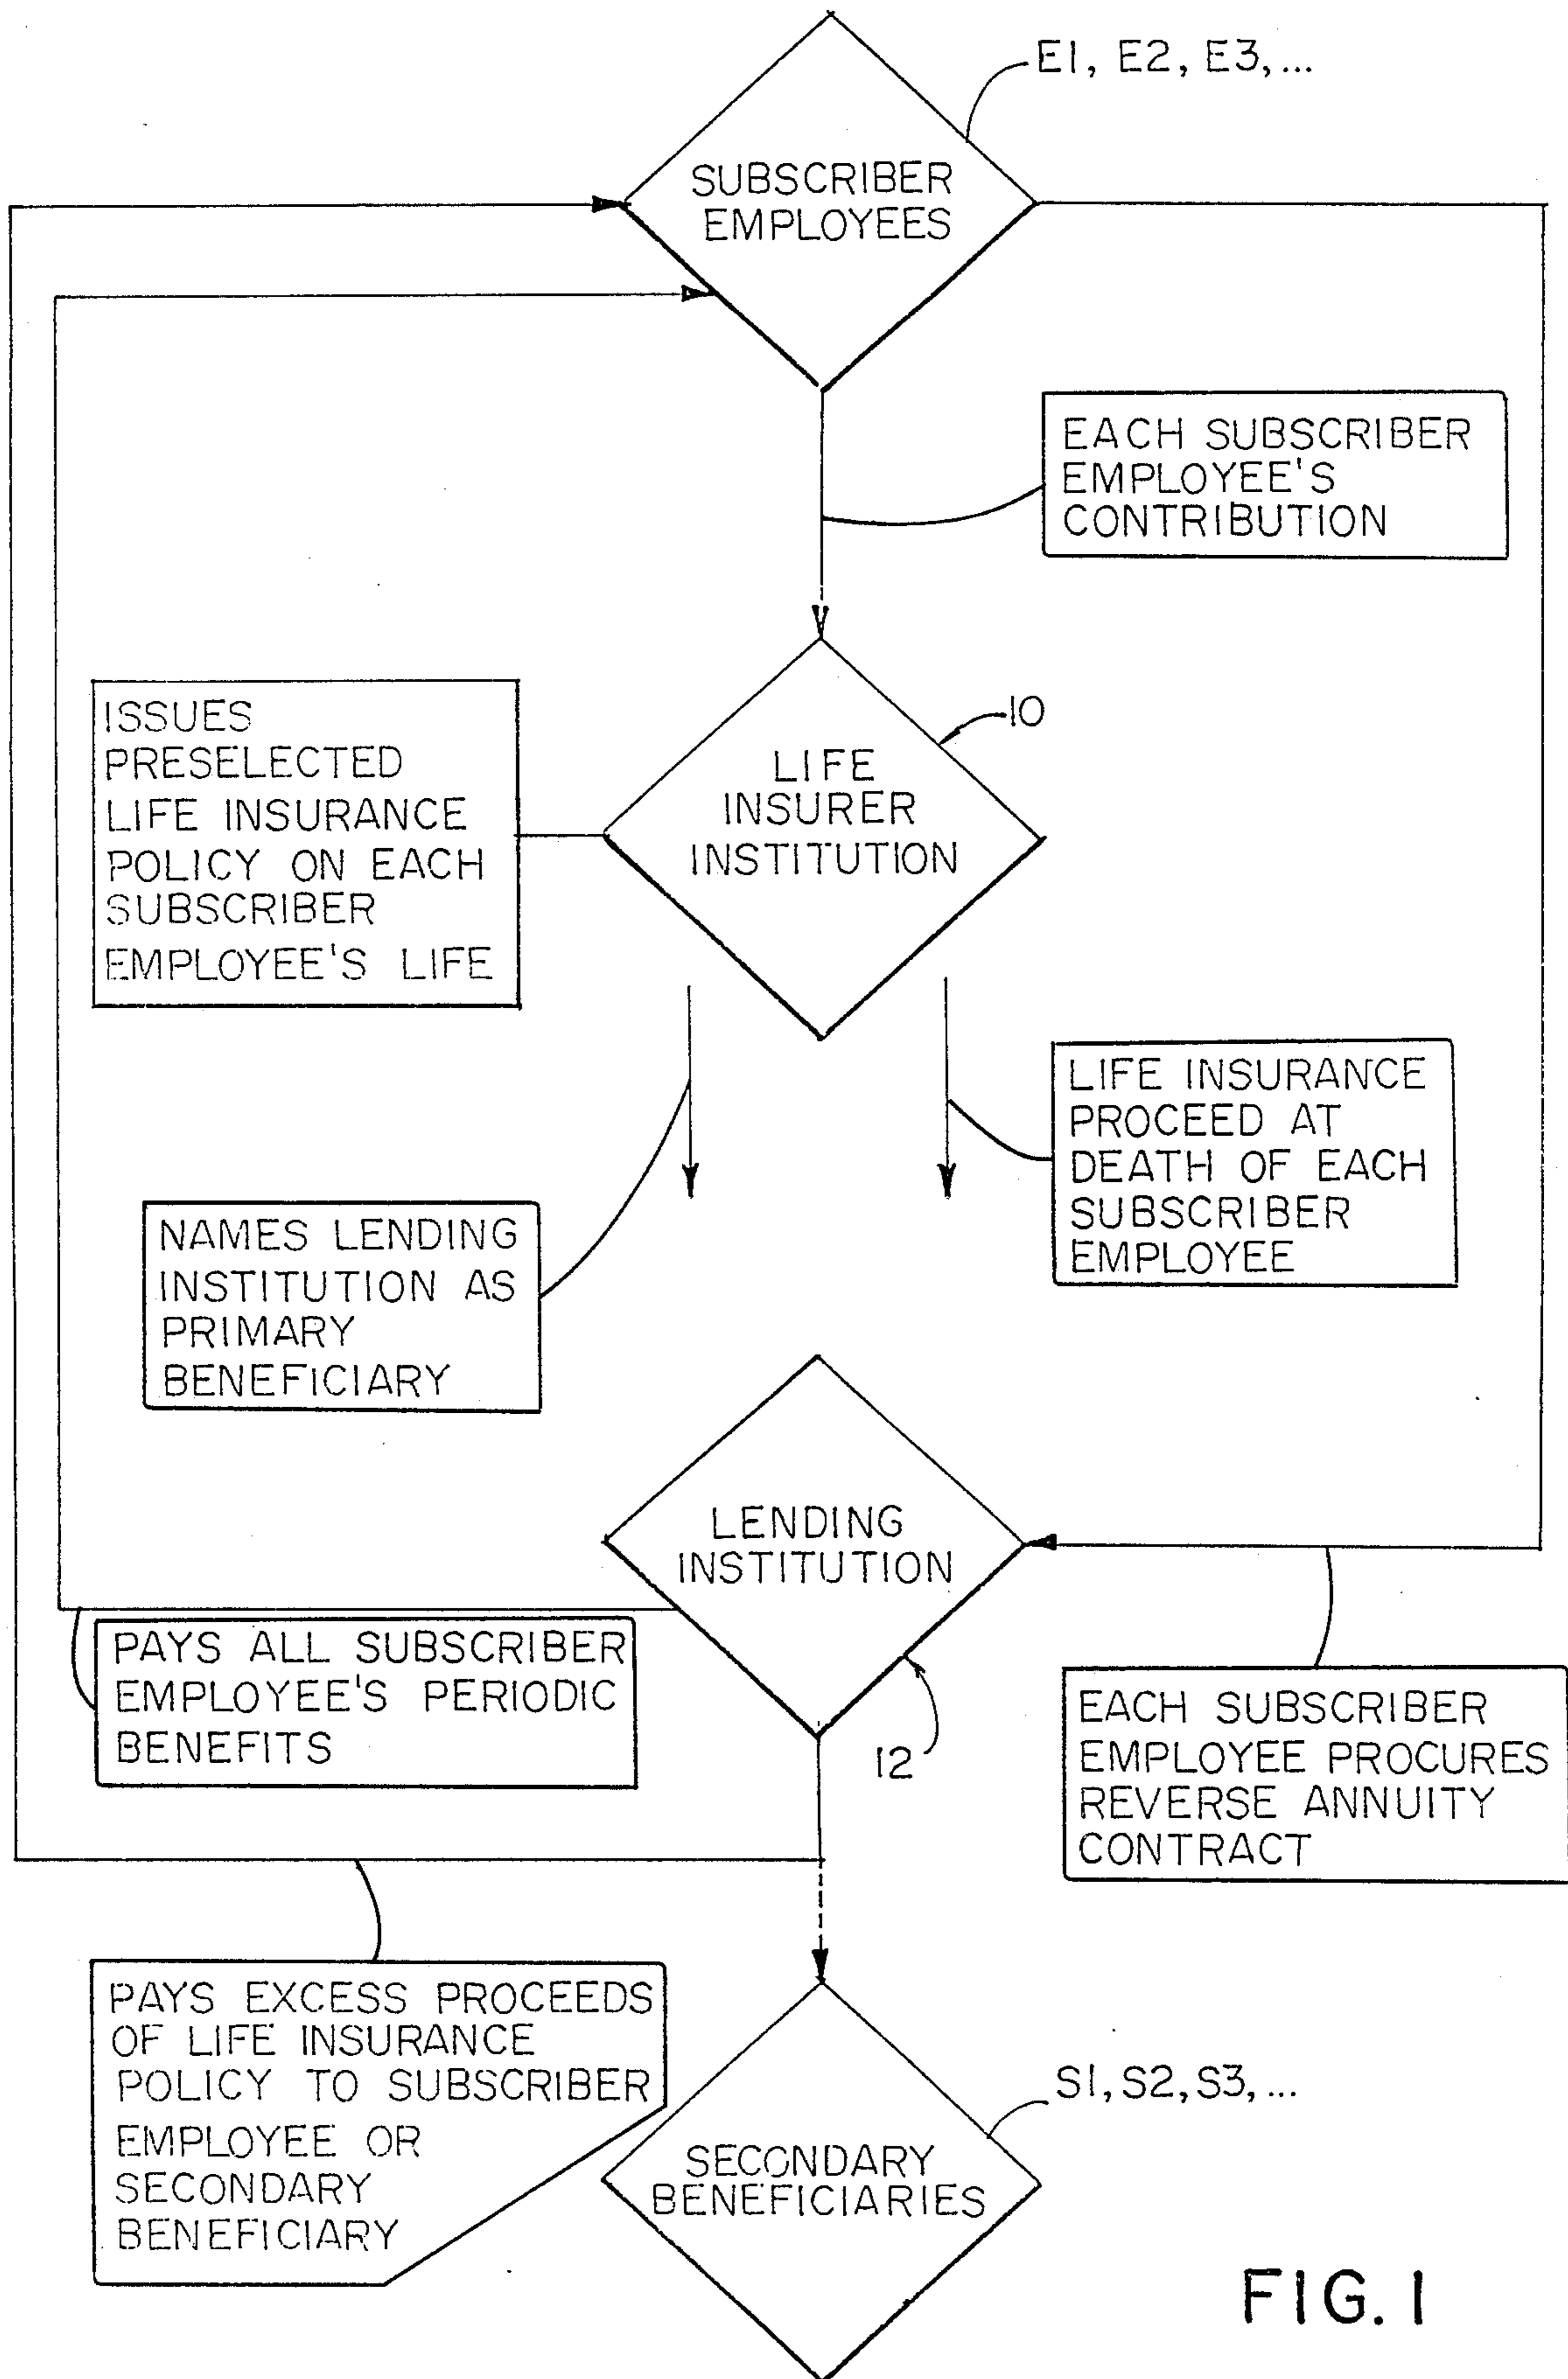 E1, E2, E3, ...
SUBSCRIBER
EMPLOYEES
EACH SUBSCRIBER
EMPLOYEE'S
CONTRIBUTION
10
ISSUES
PRESELECTED
LIFE INSURANCE
POLICY ON EACH
SUBSCRIBER
EMPLOYEE'S LIFE
LIFE
INSURER
INSTITUTION
LIFE INSURANCE
PROCEED AT
DEATH OF EACH
SUBSCRIBER
EMPLOYEE
NAMES LENDING
INSTITUTION AS
PRIMARY
BENEFICIARY
LENDING
INSTITUTION
PAYS ALL SUBSCRIBER
EMPLOYEE'S PERIODIC
BENEFITS
12
EACH SUBSCRIBER
EMPLOYEE PROCURES
REVERSE ANNUITY
CONTRACT
PAYS EXCESS PROCEEDS
OF LIFE INSURANCE
POLICY TO SUBSCRIBER
EMPLOYEE OR
SECONDARY
BENEFICIARY
S1, S2, S3, ...
SECONDARY
BENEFICIARIES
FIG. 1